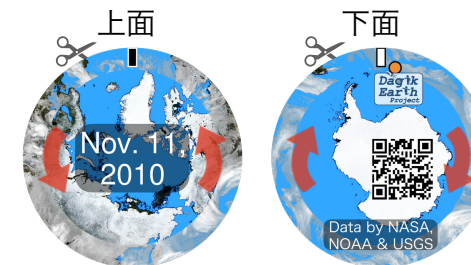 上面
下面
Nov. 11,
2010
Dagik
Earth
Project
Data by NASA,
NOAA & USGS